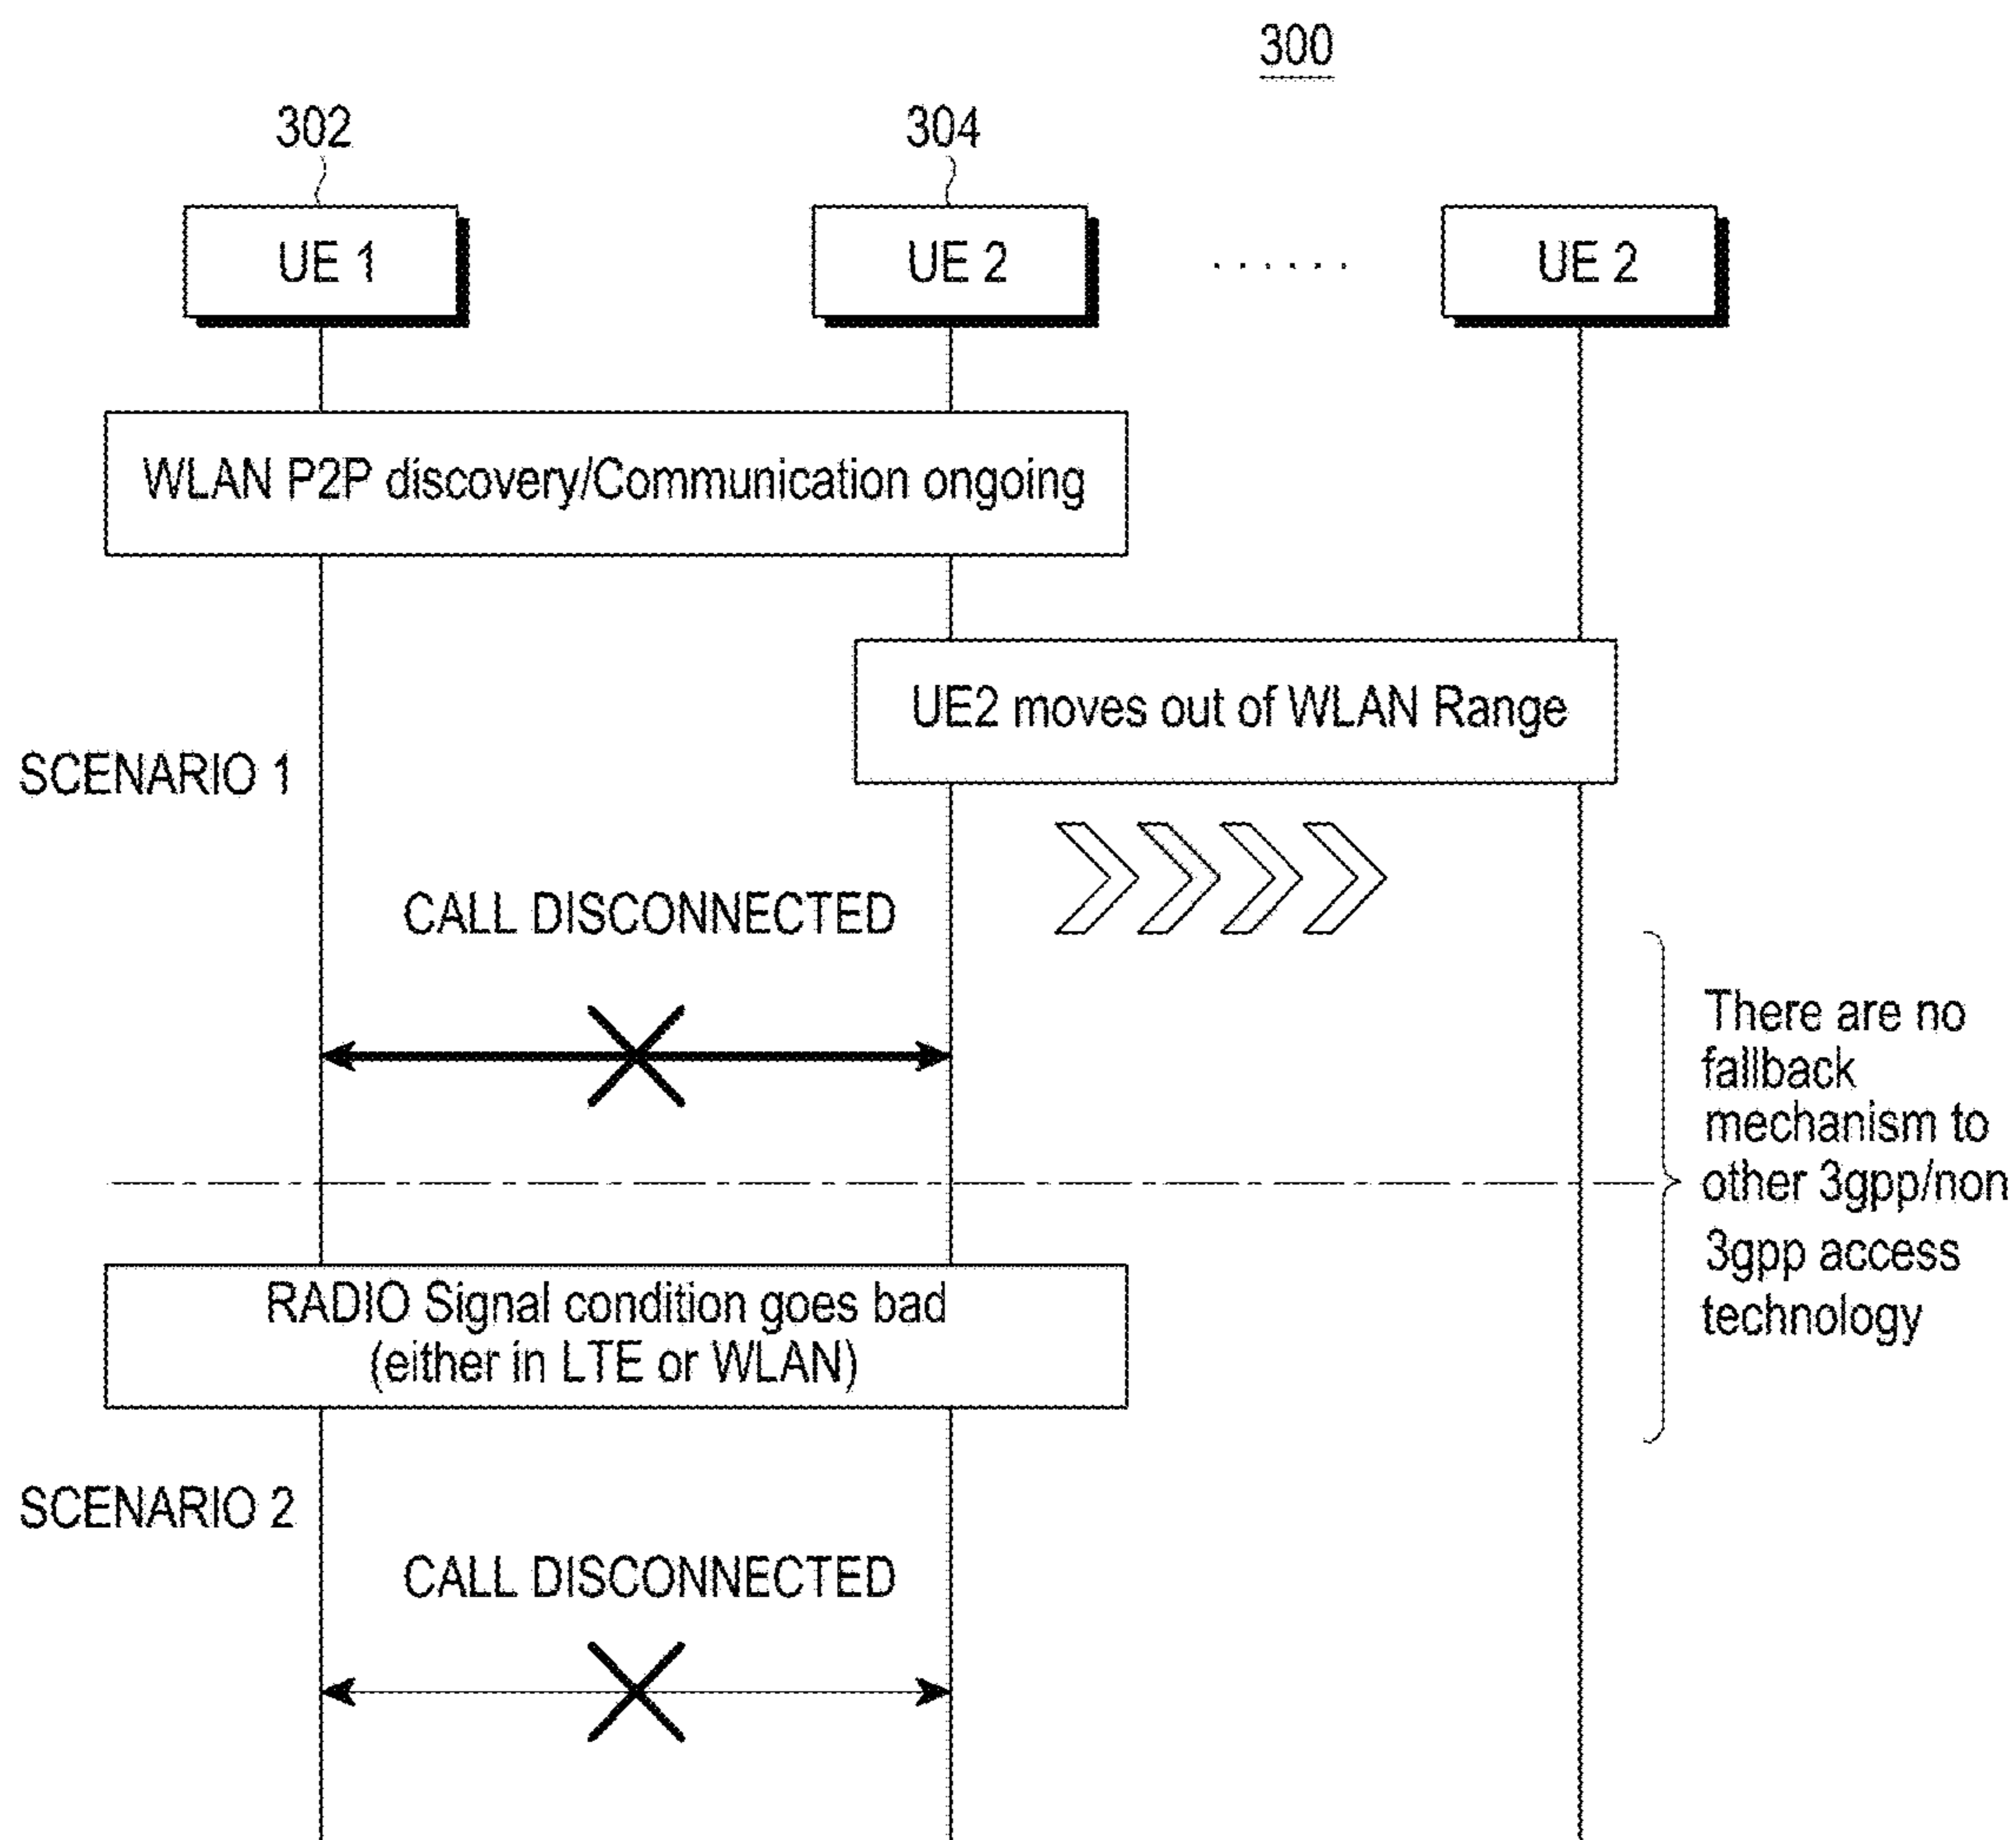 300
302
304
UE 1
UE 2
......
UE 2
WLAN P2P discovery/Communication ongoing
UE2 moves out of WLAN Range
SCENARIO 1
CALL DISCONNECTED
There are no
fallback
mechanism to
other 3gpp/non
3gpp access
technology
RADIO Signal condition goes bad
(either in LTE or WLAN)
SCENARIO 2
CALL DISCONNECTED